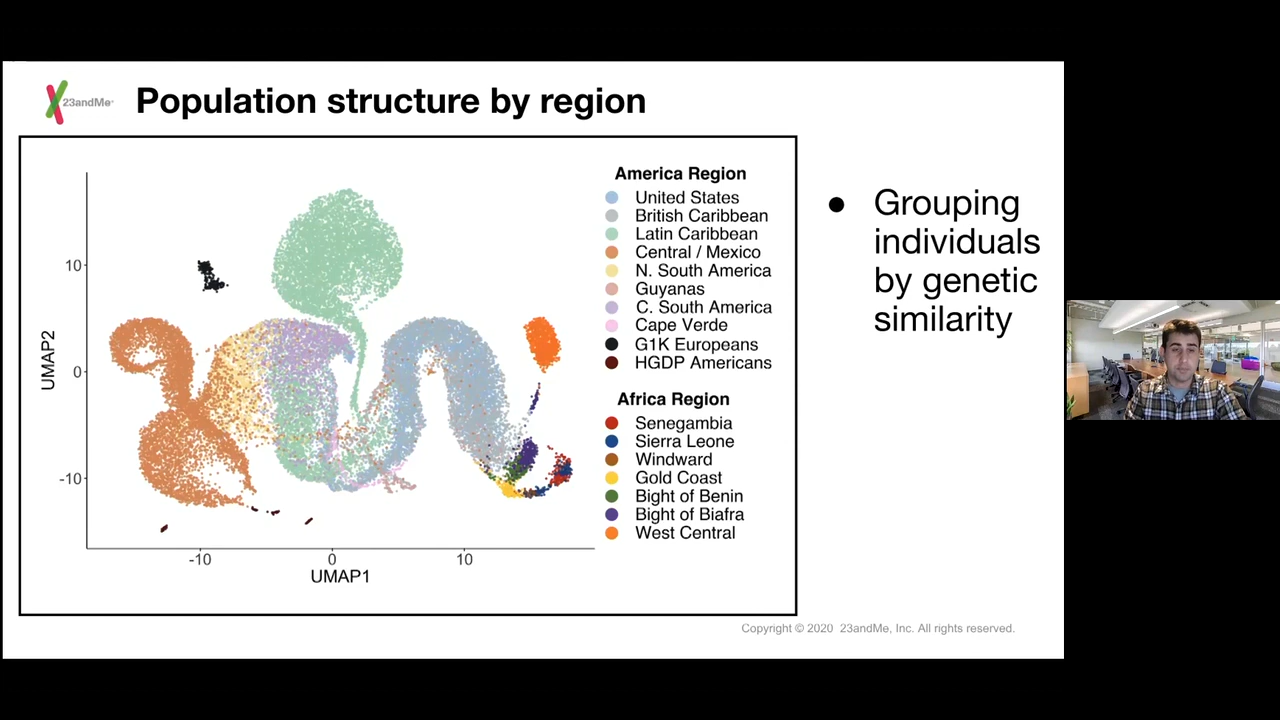 23andMe
Population structure by region
UMAP2
10
0
-10
-10
0
10
UMAP1
America Region
United States
British Caribbean
Latin Caribbean
Central / Mexico
N. South America
Guyanas
C. South America
Cape Verde
G1K Europeans
HGDP Americans
Africa Region
Senegambia
Sierra Leone
Windward
Gold Coast
Bight of Benin
Bight of Biafra
West Central
● Grouping
individuals
by genetic
similarity
Copyright © 2020 23andMe, Inc. All rights reserved.